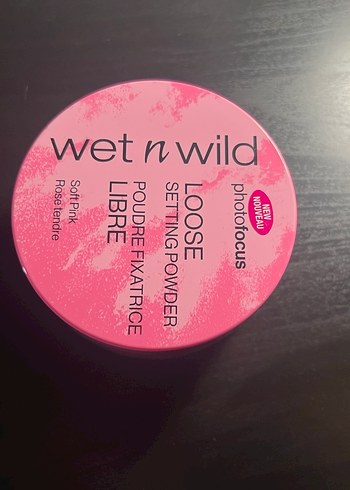 wet n wild
NEW
NOUVEAU
photofocus
LOOSE
SETTING POWDER
POUDRE FIXATRICE
LIBRE
Soft Pink
Rose tendre